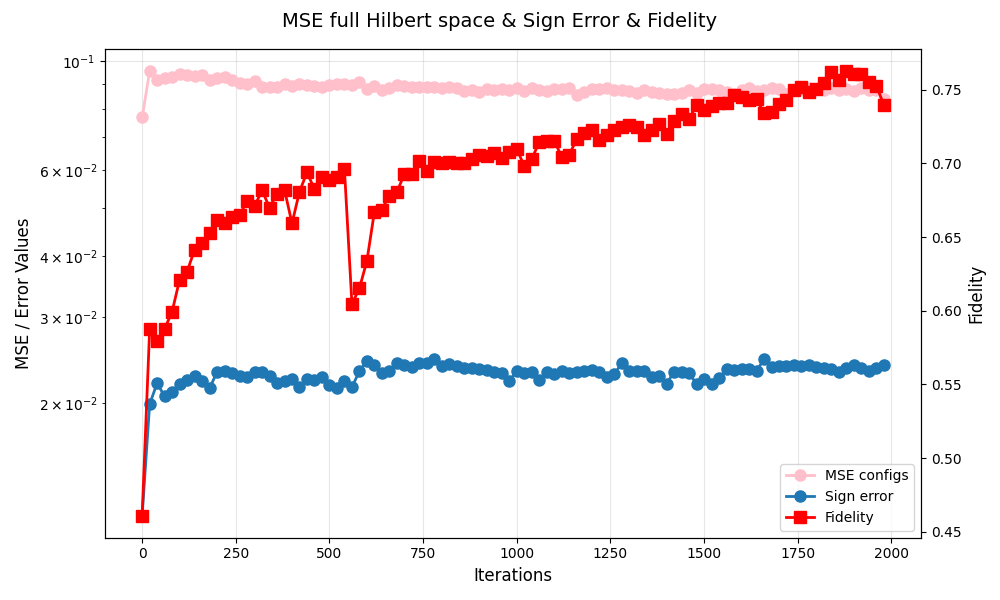 MSE full Hilbert space & Sign Error & Fidelity
MSE / Error Values
10⁻¹
6 × 10⁻²
4 × 10⁻²
3 × 10⁻²
2 × 10⁻²
0.75
0.70
0.65
0.60
0.55
0.50
0.45
Fidelity
MSE configs
Sign error
Fidelity
0 250 500 750 1000 1250 1500 1750 2000
Iterations